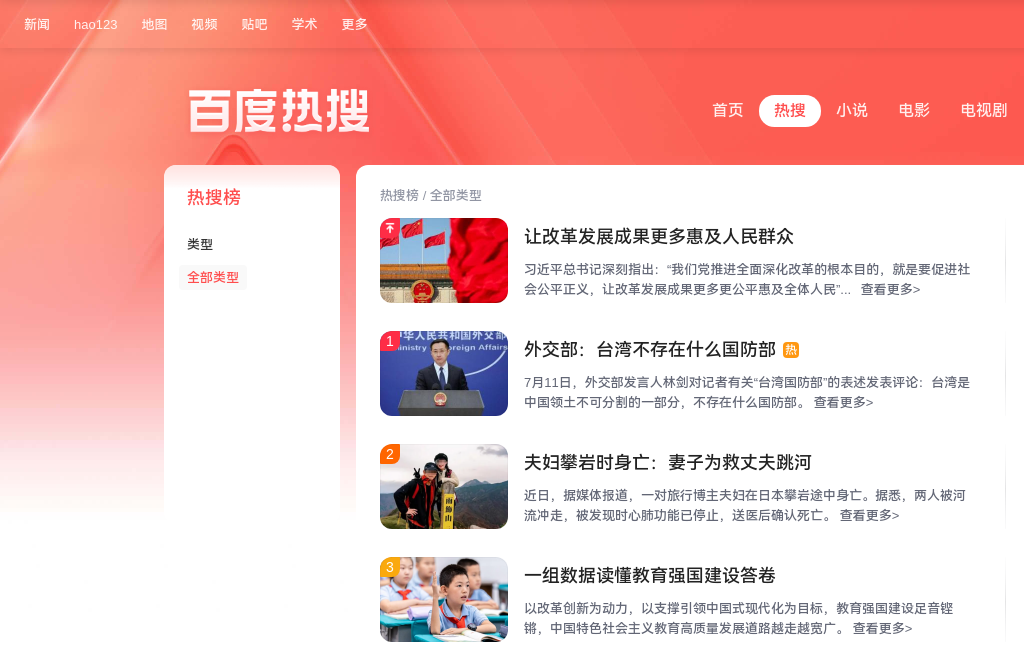 新闻 hao123 地图 视频 贴吧 学术 更多
百度热搜
首页 热搜 小说 电影 电视剧
热搜榜
类型
全部类型
热搜榜 / 全部类型
让改革发展成果更多惠及人民群众
习近平总书记深刻指出：“我们党推进全面深化改革的根本目的，就是要促进社
会公平正义，让改革发展成果更多更公平惠及全体人民”... 查看更多>
1
华人民共和国外交部
inistry Foreign Affairs
外交部：台湾不存在什么国防部 热
7月11日，外交部发言人林剑对记者有关“台湾国防部”的表述发表评论：台湾是
中国领土不可分割的一部分，不存在什么国防部。 查看更多>
2
夫妇攀岩时身亡：妻子为救丈夫跳河
近日，据媒体报道，一对旅行博主夫妇在日本攀岩途中身亡。据悉，两人被河
流冲走，被发现时心肺功能已停止，送医后确认死亡。 查看更多>
3
一组数据读懂教育强国建设答卷
以改革创新为动力，以支撑引领中国式现代化为目标，教育强国建设足音铿
锵，中国特色社会主义教育高质量发展道路越走越宽广。 查看更多>